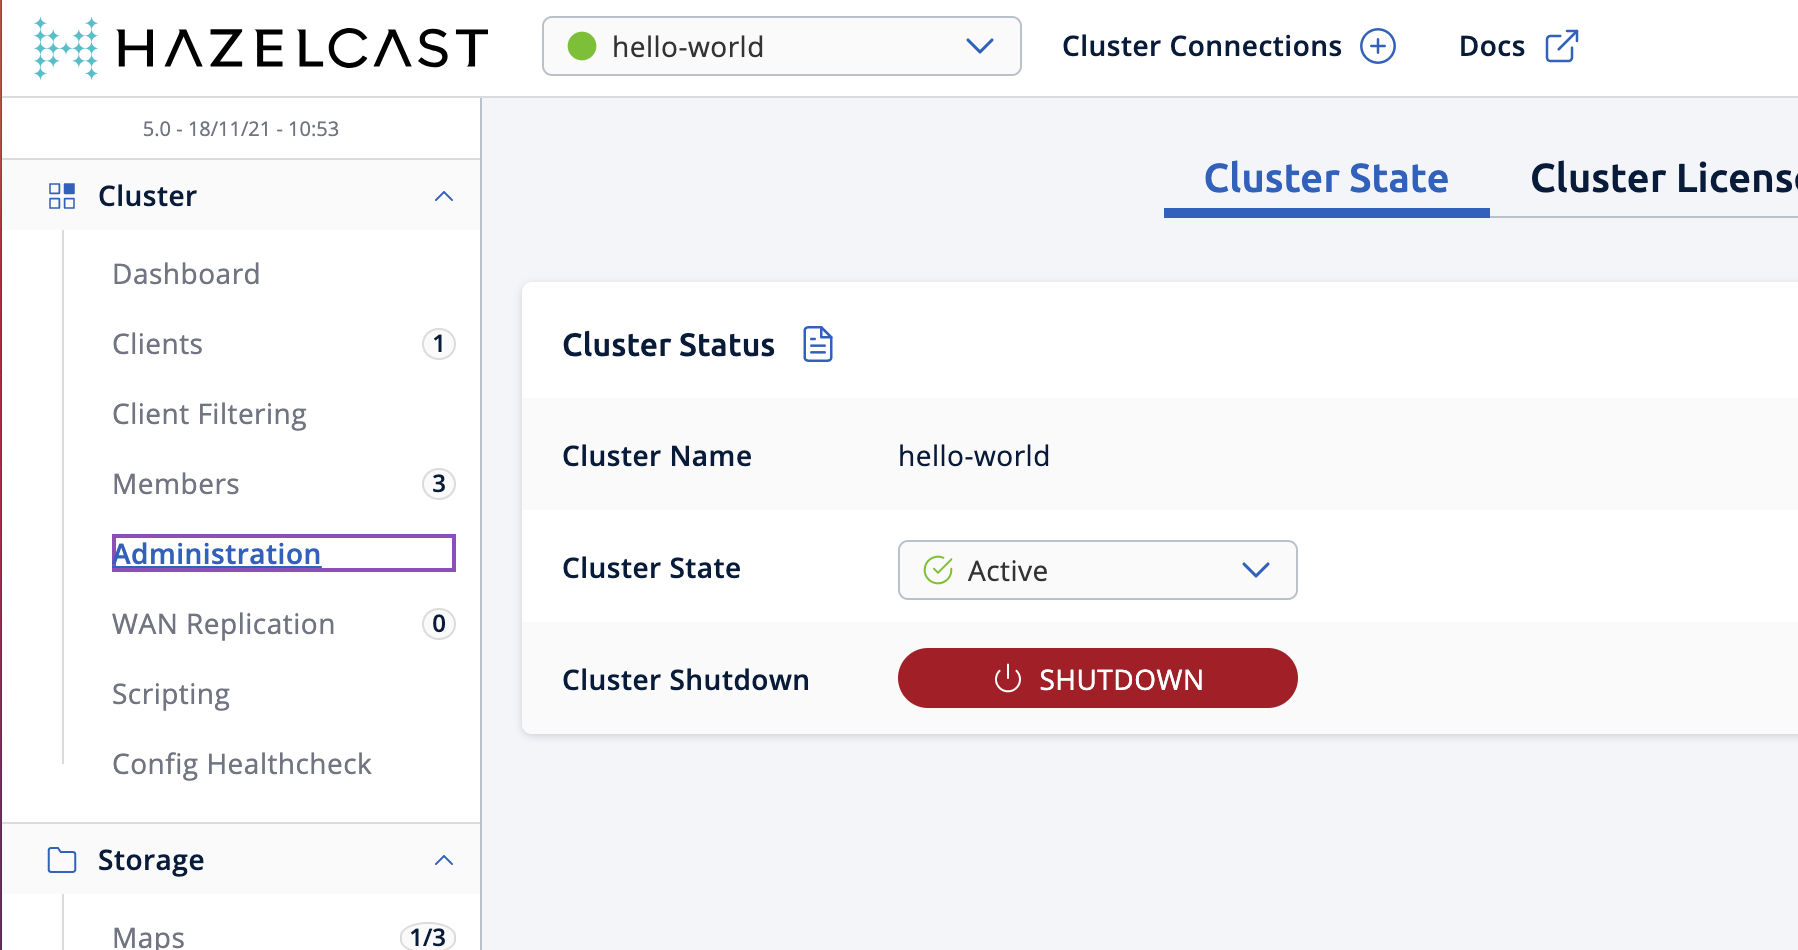 HAZELCAST
hello-world
Cluster Connections
Docs
5.0 - 18/11/21 - 10:53
Cluster
Dashboard
Clients 1
Client Filtering
Members 3
Administration
WAN Replication 0
Scripting
Config Healthcheck
Storage
Maps 1/3
Cluster State
Cluster License
Cluster Status
Cluster Name hello-world
Cluster State Active
Cluster Shutdown SHUTDOWN